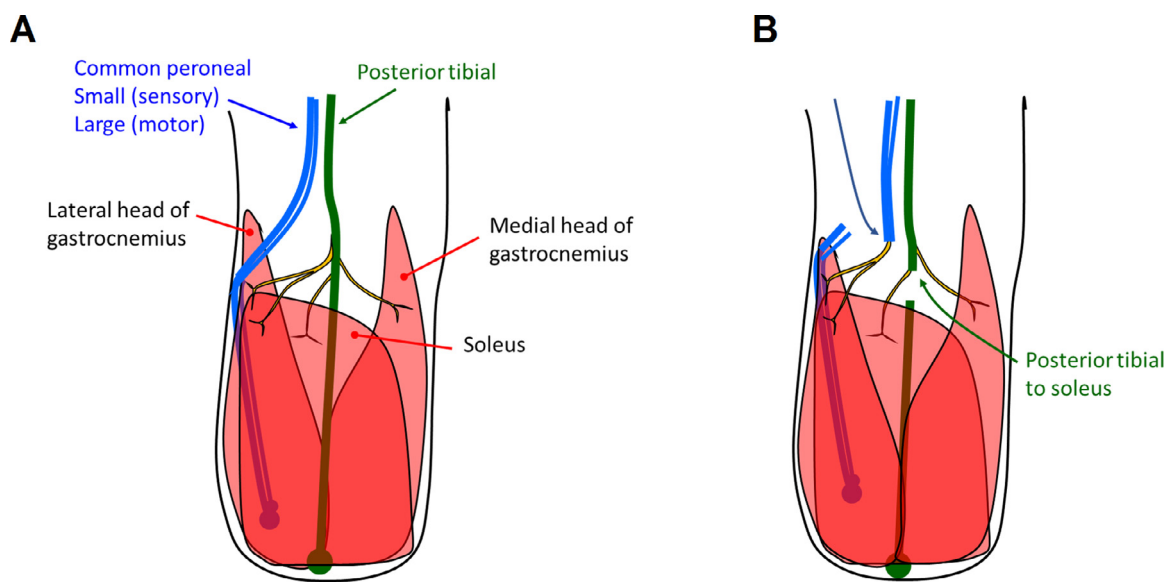 A
B
Common peroneal
Small (sensory)
Large (motor)
Posterior tibial
Lateral head of
gastrocnemius
Medial head of
gastrocnemius
Soleus
Posterior tibial
to soleus